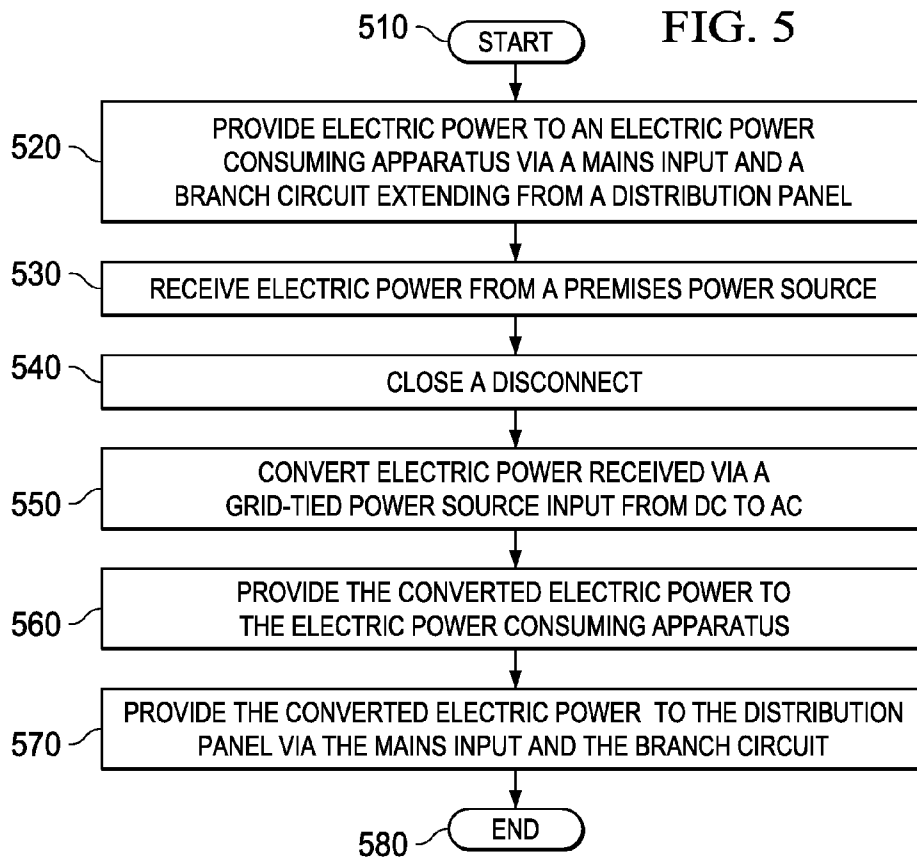 FIG. 5
510
START
520
PROVIDE ELECTRIC POWER TO AN ELECTRIC POWER
CONSUMING APPARATUS VIA A MAINS INPUT AND A
BRANCH CIRCUIT EXTENDING FROM A DISTRIBUTION PANEL
530
RECEIVE ELECTRIC POWER FROM A PREMISES POWER SOURCE
540
CLOSE A DISCONNECT
550
CONVERT ELECTRIC POWER RECEIVED VIA A
GRID-TIED POWER SOURCE INPUT FROM DC TO AC
560
PROVIDE THE CONVERTED ELECTRIC POWER TO
THE ELECTRIC POWER CONSUMING APPARATUS
570
PROVIDE THE CONVERTED ELECTRIC POWER TO THE DISTRIBUTION
PANEL VIA THE MAINS INPUT AND THE BRANCH CIRCUIT
580
END